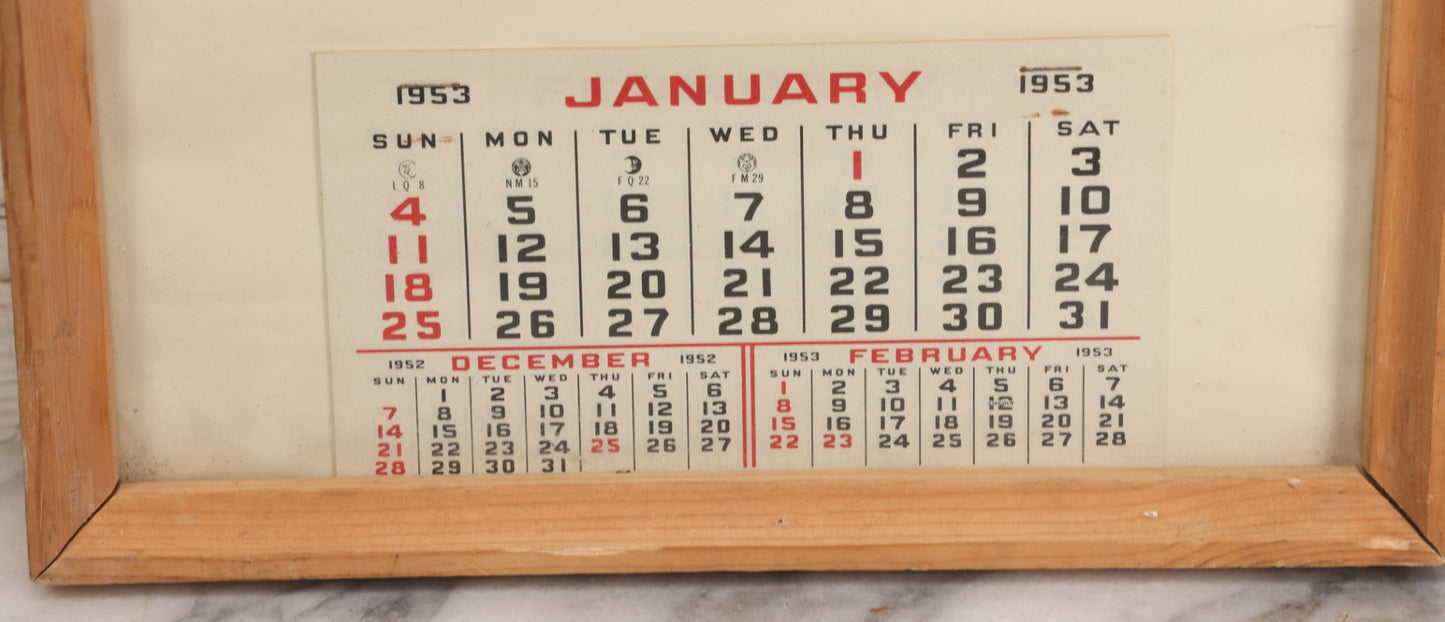 1953 JANUARY 1953
SUN MON TUE WED THU FRI SAT
LQ 8 NM 15 FQ 22 FM 29 1 2 3
4 5 6 7 8 9 10
11 12 13 14 15 16 17
18 19 20 21 22 23 24
25 26 27 28 29 30 31
1952 DECEMBER 1952
SUN MON TUE WED THU FRI SAT
1 2 3 4 5 6
7 8 9 10 11 12 13
14 15 16 17 18 19 20
21 22 23 24 25 26 27
28 29 30 31
1953 FEBRUARY 1953
SUN MON TUE WED THU FRI SAT
1 2 3 4 5 6 7
8 9 10 11 12 13 14
15 16 17 18 19 20 21
22 23 24 25 26 27 28